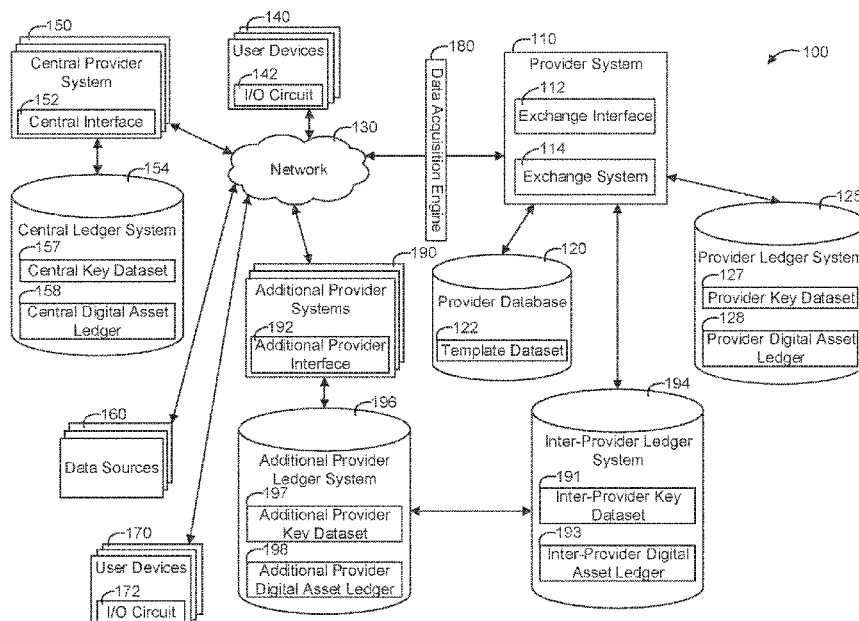 150
Central Provider
System
152
Central Interface
140
User Devices
142
I/O Circuit
180
Data Acquisition Engine
110
Provider System
112
Exchange Interface
114
Exchange System
100
130
Network
154
Central Ledger System
157
Central Key Dataset
158
Central Digital Asset
Ledger
190
Additional Provider
Systems
192
Additional Provider
Interface
120
Provider Database
122
Template Dataset
125
Provider Ledger System
127
Provider Key Dataset
128
Provider Digital Asset
Ledger
160
Data Sources
196
Additional Provider
Ledger System
197
Additional Provider
Key Dataset
198
Additional Provider
Digital Asset Ledger
194
Inter-Provider Ledger
System
191
Inter-Provider Key
Dataset
193
Inter-Provider Digital
Asset Ledger
170
User Devices
172
I/O Circuit